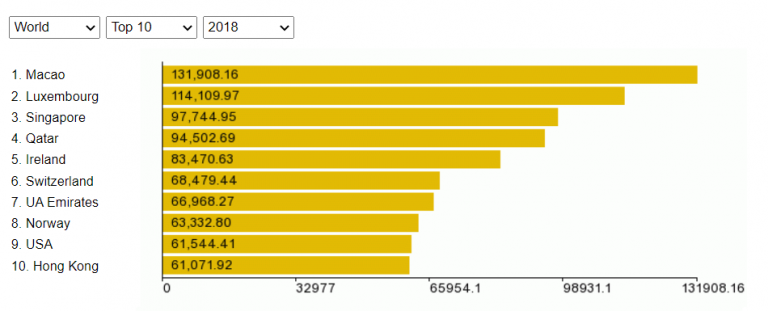 World Top 10 2018
1. Macao 131,908.16
2. Luxembourg 114,109.97
3. Singapore 97,744.95
4. Qatar 94,502.69
5. Ireland 83,470.63
6. Switzerland 68,479.44
7. UA Emirates 66,968.27
8. Norway 63,332.80
9. USA 61,544.41
10. Hong Kong 61,071.92
0 32977 65954.1 98931.1 131908.16